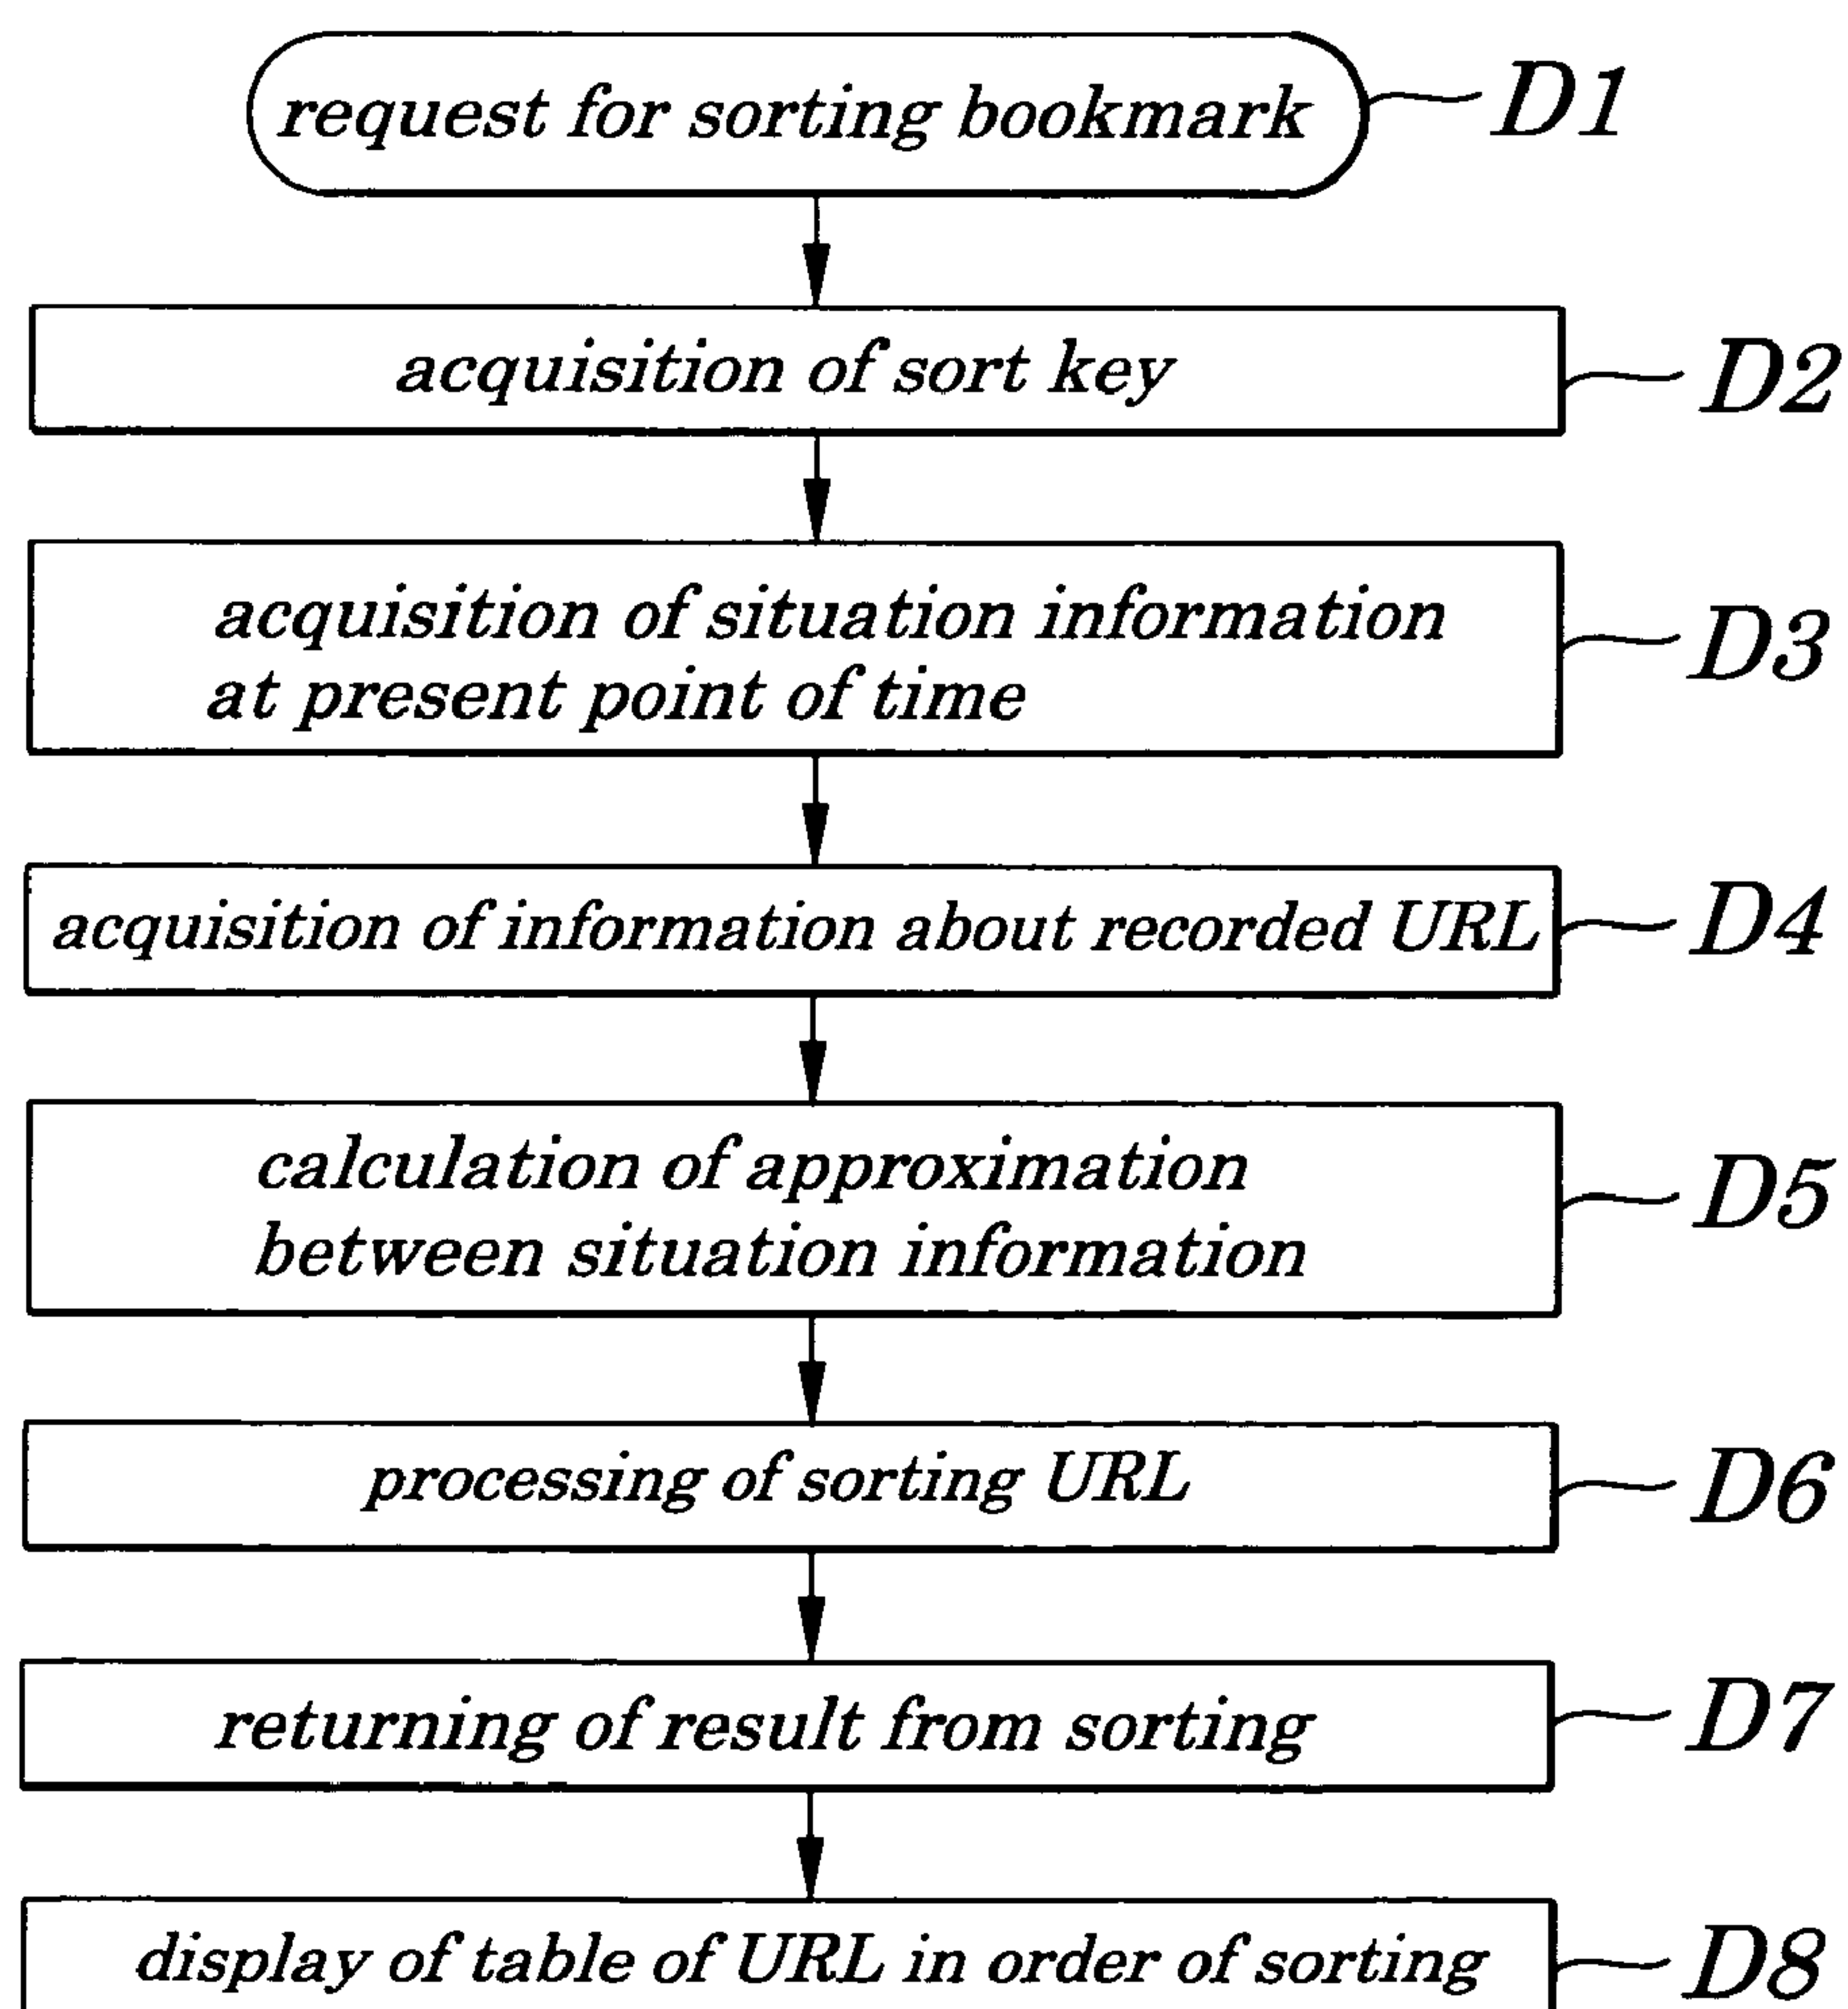 request for sorting bookmark D1
acquisition of sort key D2
acquisition of situation information
at present point of time D3
acquisition of information about recorded URL D4
calculation of approximation
between situation information D5
processing of sorting URL D6
returning of result from sorting D7
display of table of URL in order of sorting D8